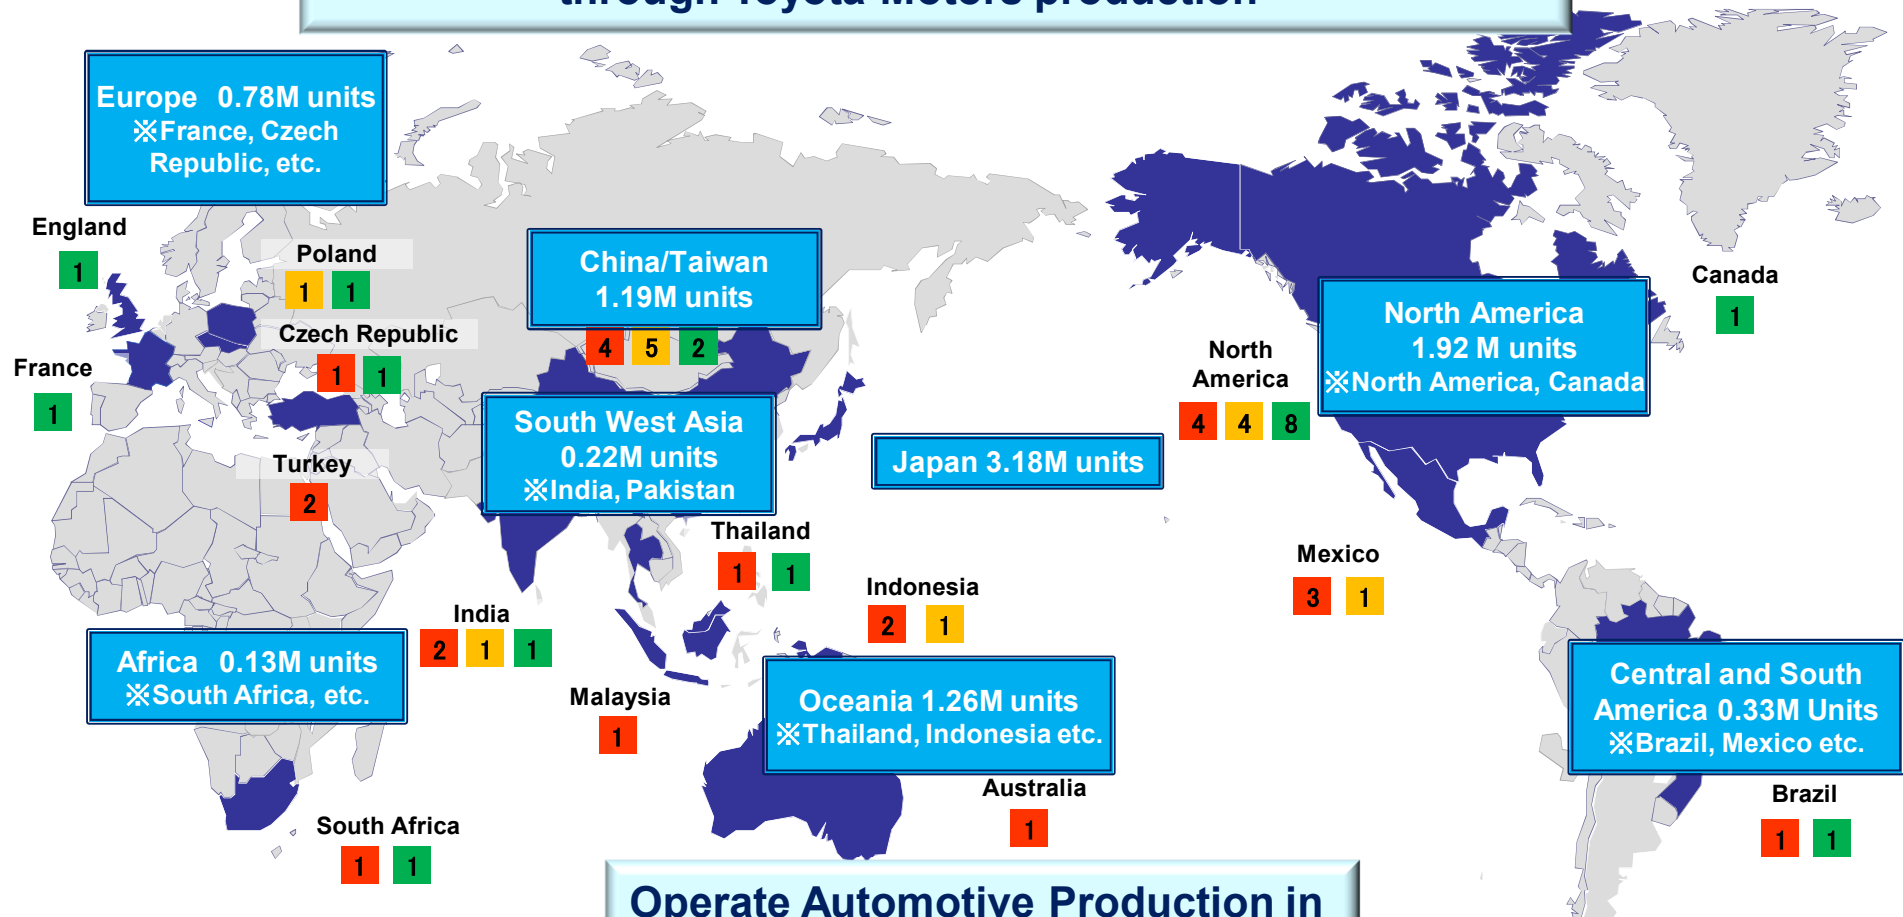 through Toyota Motors production
Europe 0.78M units
※France, Czech
Republic, etc.
England
1
Poland
1 1
Czech Republic
1 1
France
1
Turkey
2
China/Taiwan
1.19M units
4 5 2
South West Asia
0.22M units
※India, Pakistan
Japan 3.18M units
North
America
4 4 8
North America
1.92 M units
※North America, Canada
Canada
1
Thailand
1 1
Indonesia
2 1
Mexico
3 1
India
2 1 1
Africa 0.13M units
※South Africa, etc.
Malaysia
1
Oceania 1.26M units
※Thailand, Indonesia etc.
Central and South
America 0.33M Units
※Brazil, Mexico etc.
Australia
1
Brazil
1 1
South Africa
1 1
Operate Automotive Production in